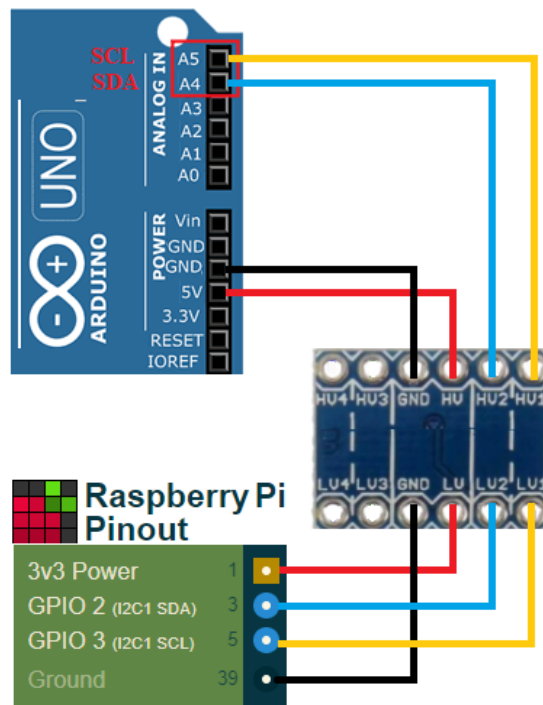 SCL
SDA
ANALOG IN
A5
A4
A3
A2
A1
A0
UNO
ARDUINO
POWER
Vin
GND
GND
5V
3.3V
RESET
IOREF
HV4 HV3 GND HV HV2 HV1
LV4 LV3 GND LV LV2 LV1
Raspberry Pi
Pinout
3v3 Power 1
GPIO 2 (I2C1 SDA) 3
GPIO 3 (I2C1 SCL) 5
Ground 39